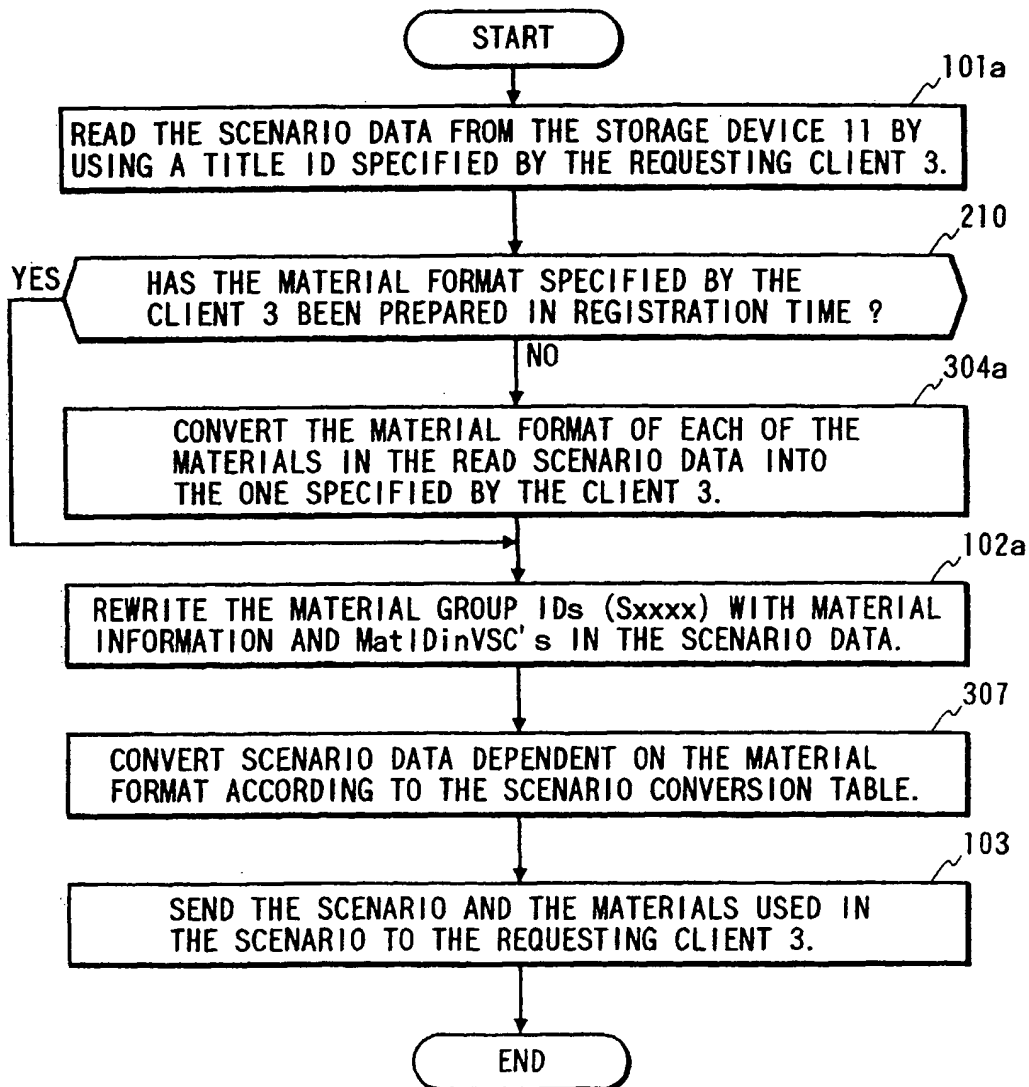 START
101a
READ THE SCENARIO DATA FROM THE STORAGE DEVICE 11 BY
USING A TITLE ID SPECIFIED BY THE REQUESTING CLIENT 3.
210
YES
HAS THE MATERIAL FORMAT SPECIFIED BY THE
CLIENT 3 BEEN PREPARED IN REGISTRATION TIME ?
NO
304a
CONVERT THE MATERIAL FORMAT OF EACH OF THE
MATERIALS IN THE READ SCENARIO DATA INTO
THE ONE SPECIFIED BY THE CLIENT 3.
102a
REWRITE THE MATERIAL GROUP IDs (Sxxxx) WITH MATERIAL
INFORMATION AND MatIDinVSC's IN THE SCENARIO DATA.
307
CONVERT SCENARIO DATA DEPENDENT ON THE MATERIAL
FORMAT ACCORDING TO THE SCENARIO CONVERSION TABLE.
103
SEND THE SCENARIO AND THE MATERIALS USED IN
THE SCENARIO TO THE REQUESTING CLIENT 3.
END